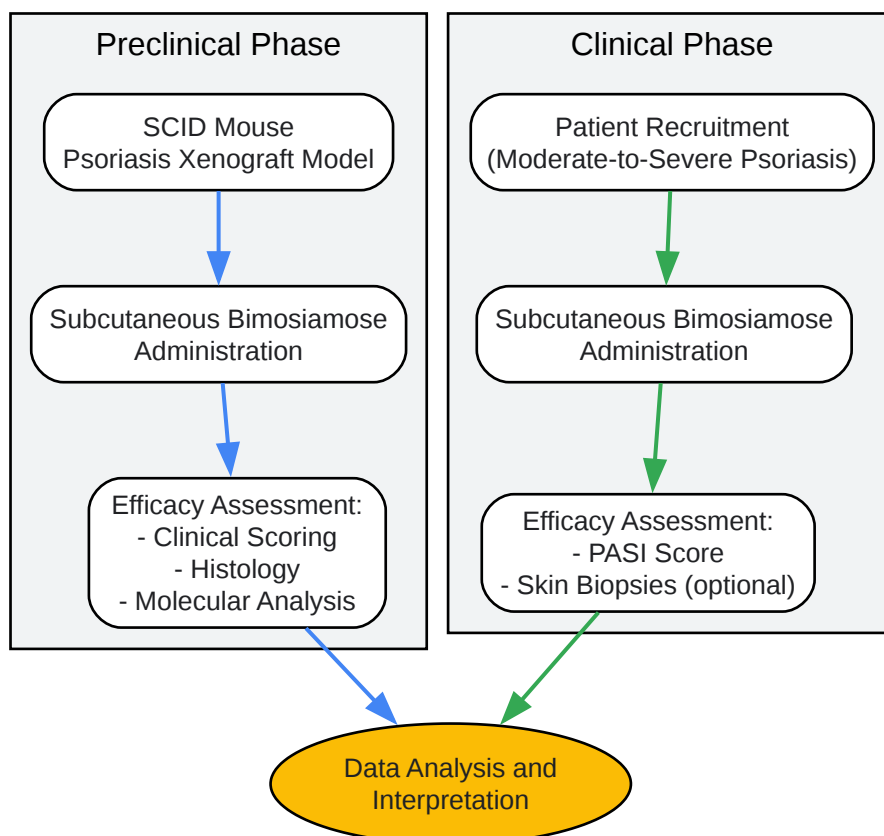 Preclinical Phase
SCID Mouse
Psoriasis Xenograft Model
Subcutaneous Bimosiamose
Administration
Efficacy Assessment:
- Clinical Scoring
- Histology
- Molecular Analysis
Clinical Phase
Patient Recruitment
(Moderate-to-Severe Psoriasis)
Subcutaneous Bimosiamose
Administration
Efficacy Assessment:
- PASI Score
- Skin Biopsies (optional)
Data Analysis and
Interpretation